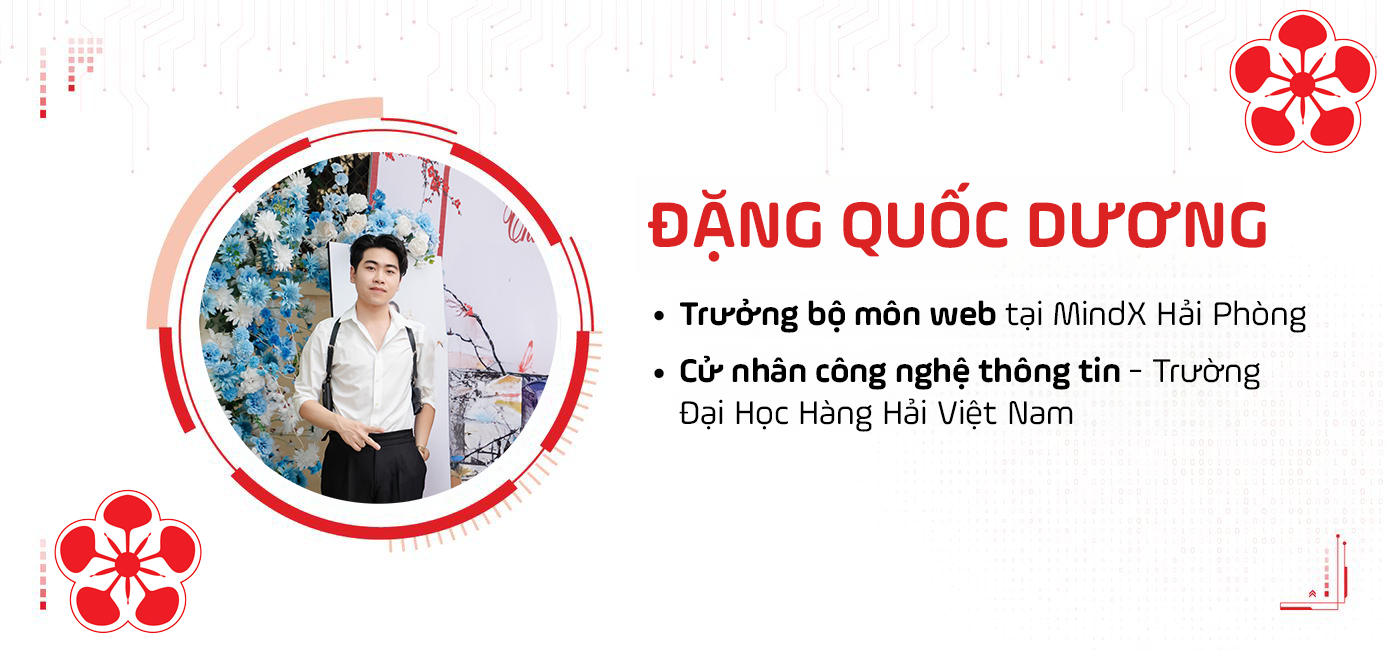 ĐẶNG QUỐC DƯƠNG
• Trưởng bộ môn web tại MindX Hải Phòng
• Cử nhân công nghệ thông tin - Trường
Đại Học Hàng Hải Việt Nam